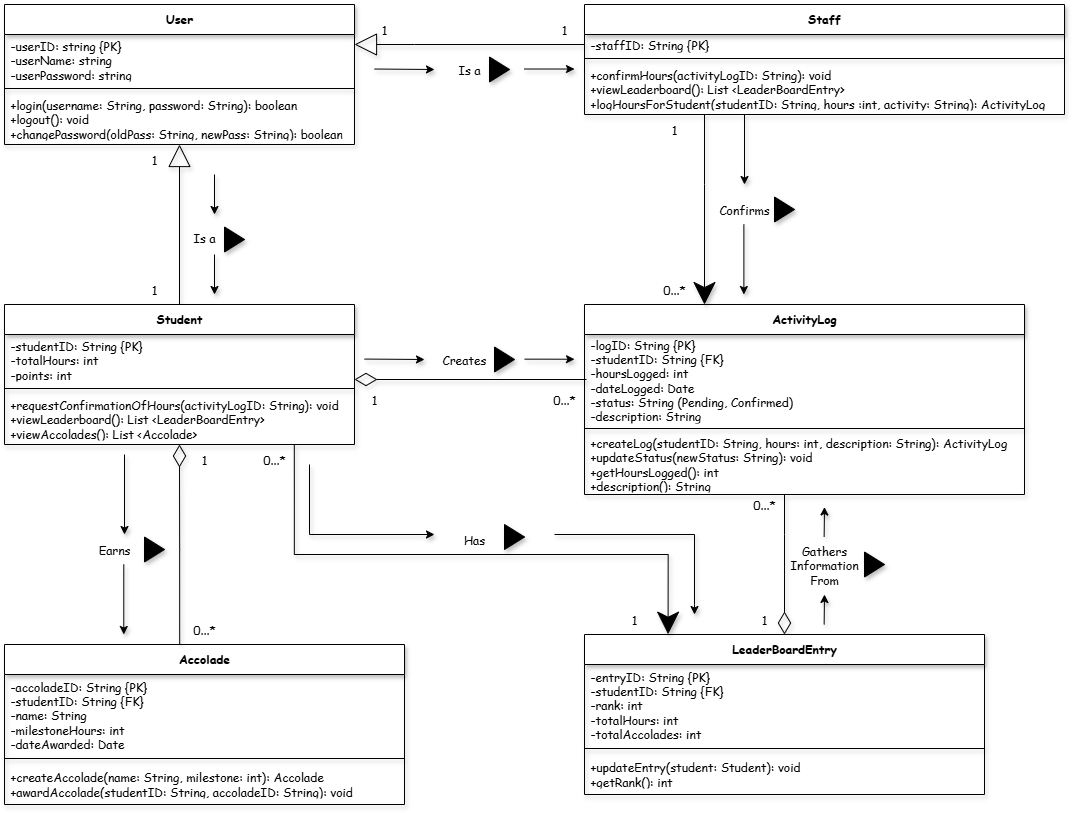 User
-userID: string {PK}
-userName: string
-userPassword: string
+login(username: String, password: String): boolean
+logout(): void
+changePassword(oldPass: String, newPass: String): boolean
1
1
Is a
Staff
-staffID: String {PK}
+confirmHours(activityLogID: String): void
+viewLeaderboard(): List <LeaderBoardEntry>
+logHoursForStudent(studentID: String, hours :int, activity: String): ActivityLog
1
Is a
1
1
Confirms
0...*
Student
-studentID: String {PK}
-totalHours: int
-points: int
+requestConfirmationOfHours(activityLogID: String): void
+viewLeaderboard(): List <LeaderBoardEntry>
+viewAccolades(): List <Accolade>
Creates
1
0...*
ActivityLog
-logID: String {PK}
-studentID: String {FK}
-hoursLogged: int
-dateLogged: Date
-status: String (Pending, Confirmed)
-description: String
+createLog(studentID: String, hours: int, description: String): ActivityLog
+updateStatus(newStatus: String): void
+getHoursLogged(): int
+description(): String
1
0...*
Earns
0...*
Has
1
0...*
Gathers
Information
From
1
Accolade
-accoladeID: String {PK}
-studentID: String {FK}
-name: String
-milestoneHours: int
-dateAwarded: Date
+createAccolade(name: String, milestone: int): Accolade
+awardAccolade(studentID: String, accoladeID: String): void
LeaderBoardEntry
-entryID: String {PK}
-studentID: String {FK}
-rank: int
-totalHours: int
-totalAccolades: int
+updateEntry(student: Student): void
+getRank(): int